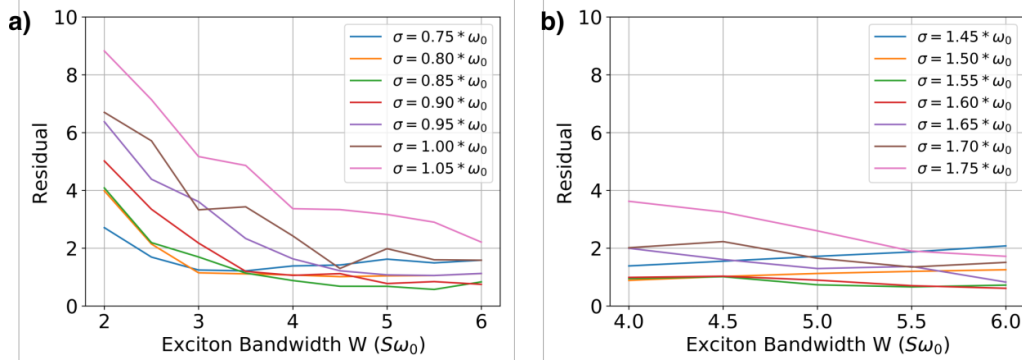 a)
10
8
6
4
2
0
Residual
2
3
4
5
6
Exciton Bandwidth W (Sω₀)
σ = 0.75 * ω₀
σ = 0.80 * ω₀
σ = 0.85 * ω₀
σ = 0.90 * ω₀
σ = 0.95 * ω₀
σ = 1.00 * ω₀
σ = 1.05 * ω₀
b)
10
8
6
4
2
0
Residual
4.0
4.5
5.0
5.5
6.0
Exciton Bandwidth W (Sω₀)
σ = 1.45 * ω₀
σ = 1.50 * ω₀
σ = 1.55 * ω₀
σ = 1.60 * ω₀
σ = 1.65 * ω₀
σ = 1.70 * ω₀
σ = 1.75 * ω₀